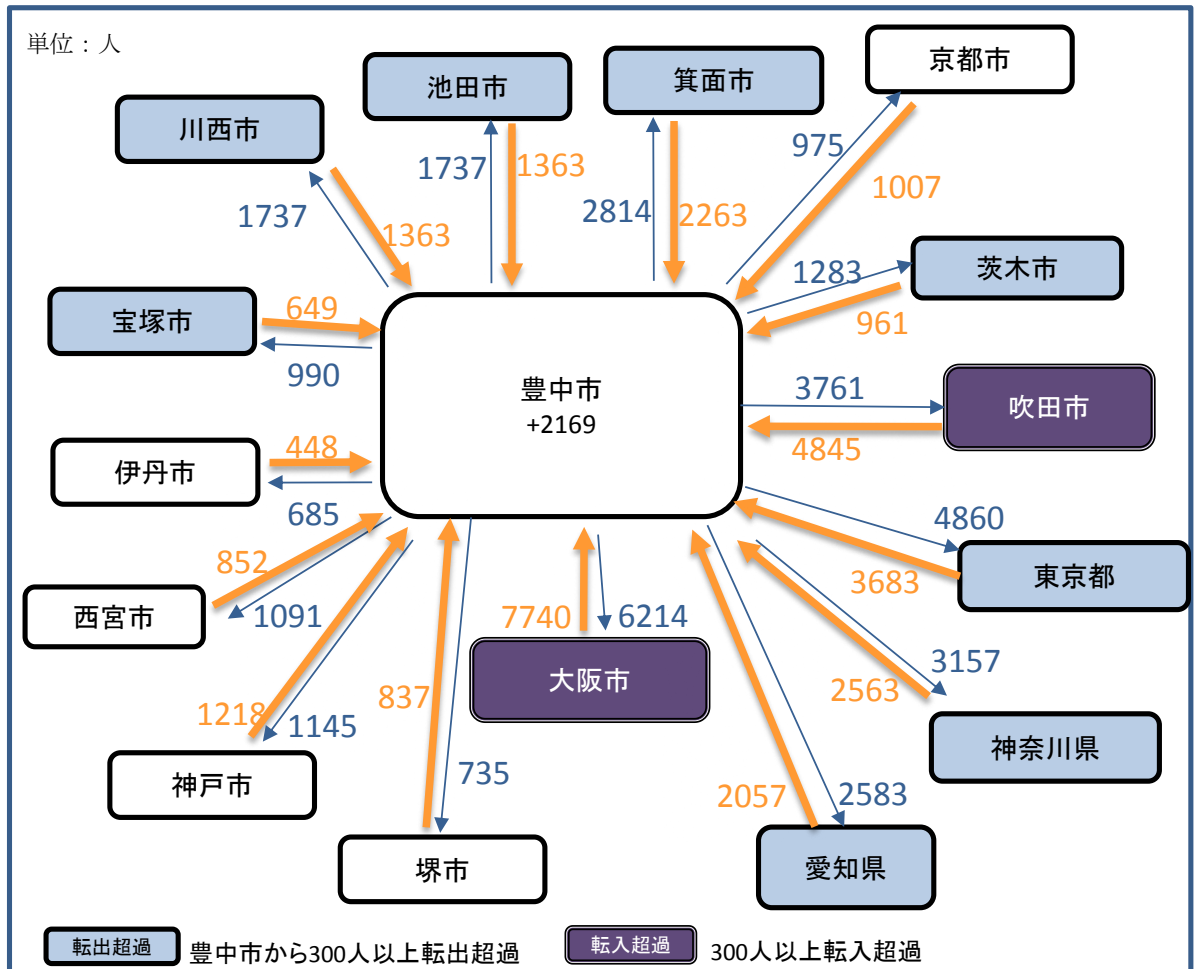 単位：人
京都市
池田市
箕面市
川西市
975
1737
1363
2814
2263
1007
1737
1363
茨木市
1283
961
宝塚市
649
990
豊中市
+2169
3761
吹田市
4845
伊丹市
448
685
4860
東京都
3683
852
西宮市
1091
7740
6214
大阪市
3157
2563
837
1218
1145
神奈川県
神戸市
735
2057
2583
堺市
愛知県
転出超過 豊中市から300人以上転出超過
転入超過 300人以上転入超過